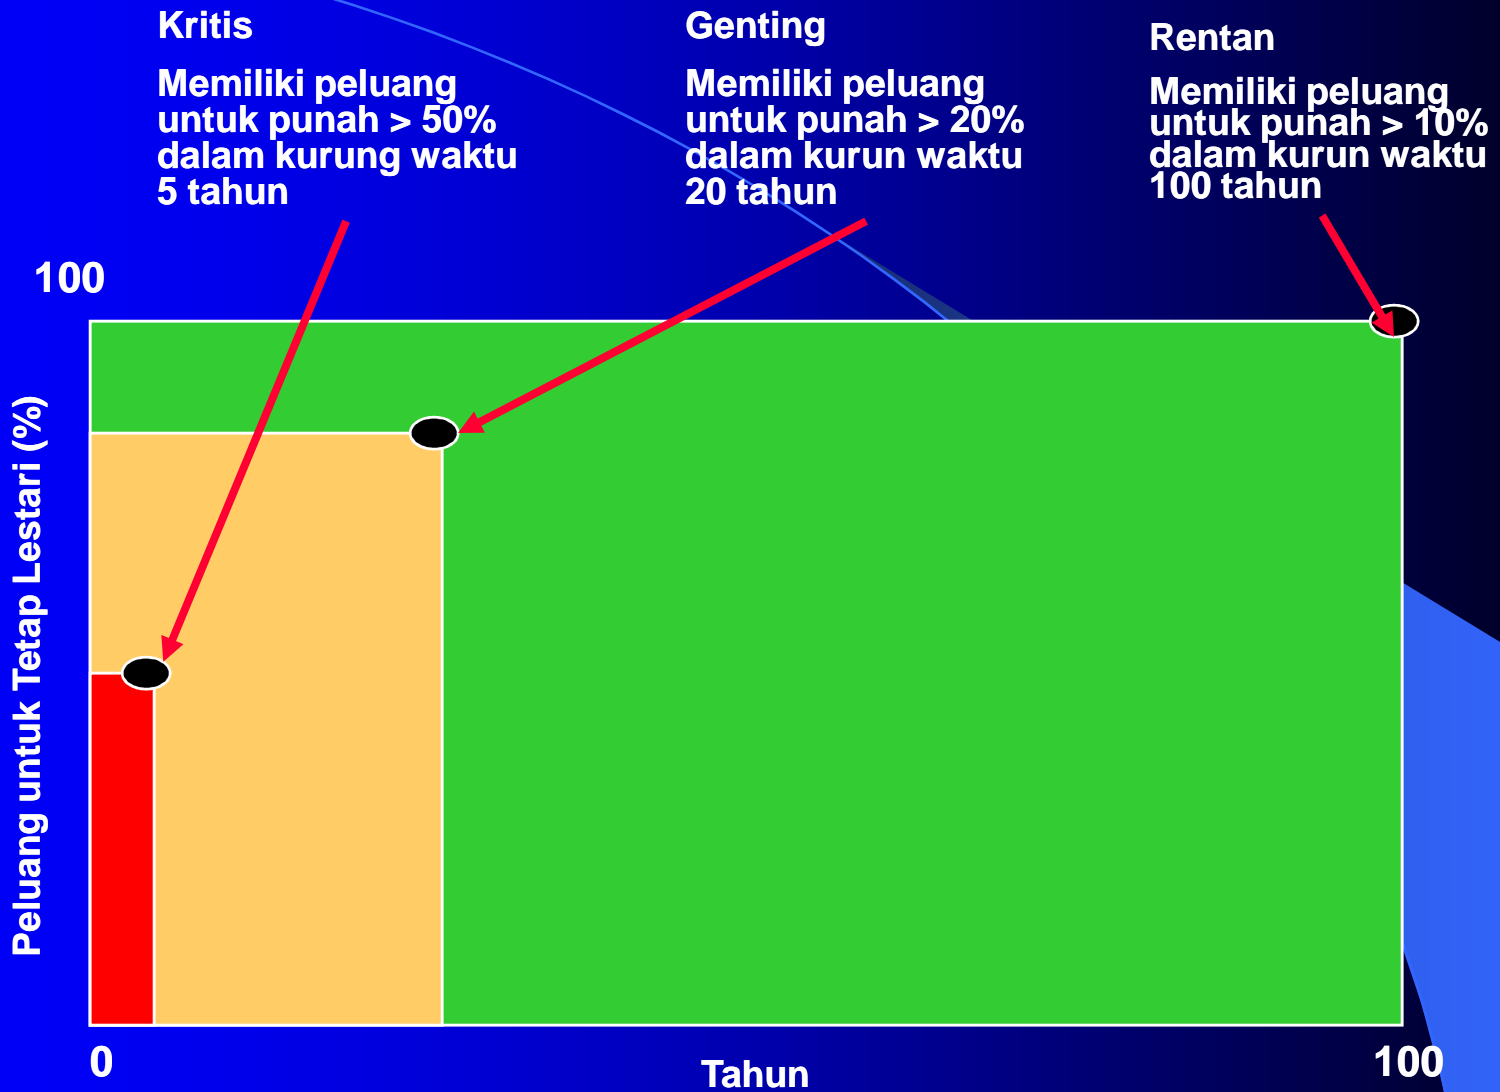 Kritis
Memiliki peluang
untuk punah > 50%
dalam kurung waktu
5 tahun
Genting
Memiliki peluang
untuk punah > 20%
dalam kurun waktu
20 tahun
Rentan
Memiliki peluang
untuk punah > 10%
dalam kurun waktu
100 tahun
100
Peluang untuk Tetap Lestari (%)
0
Tahun
100